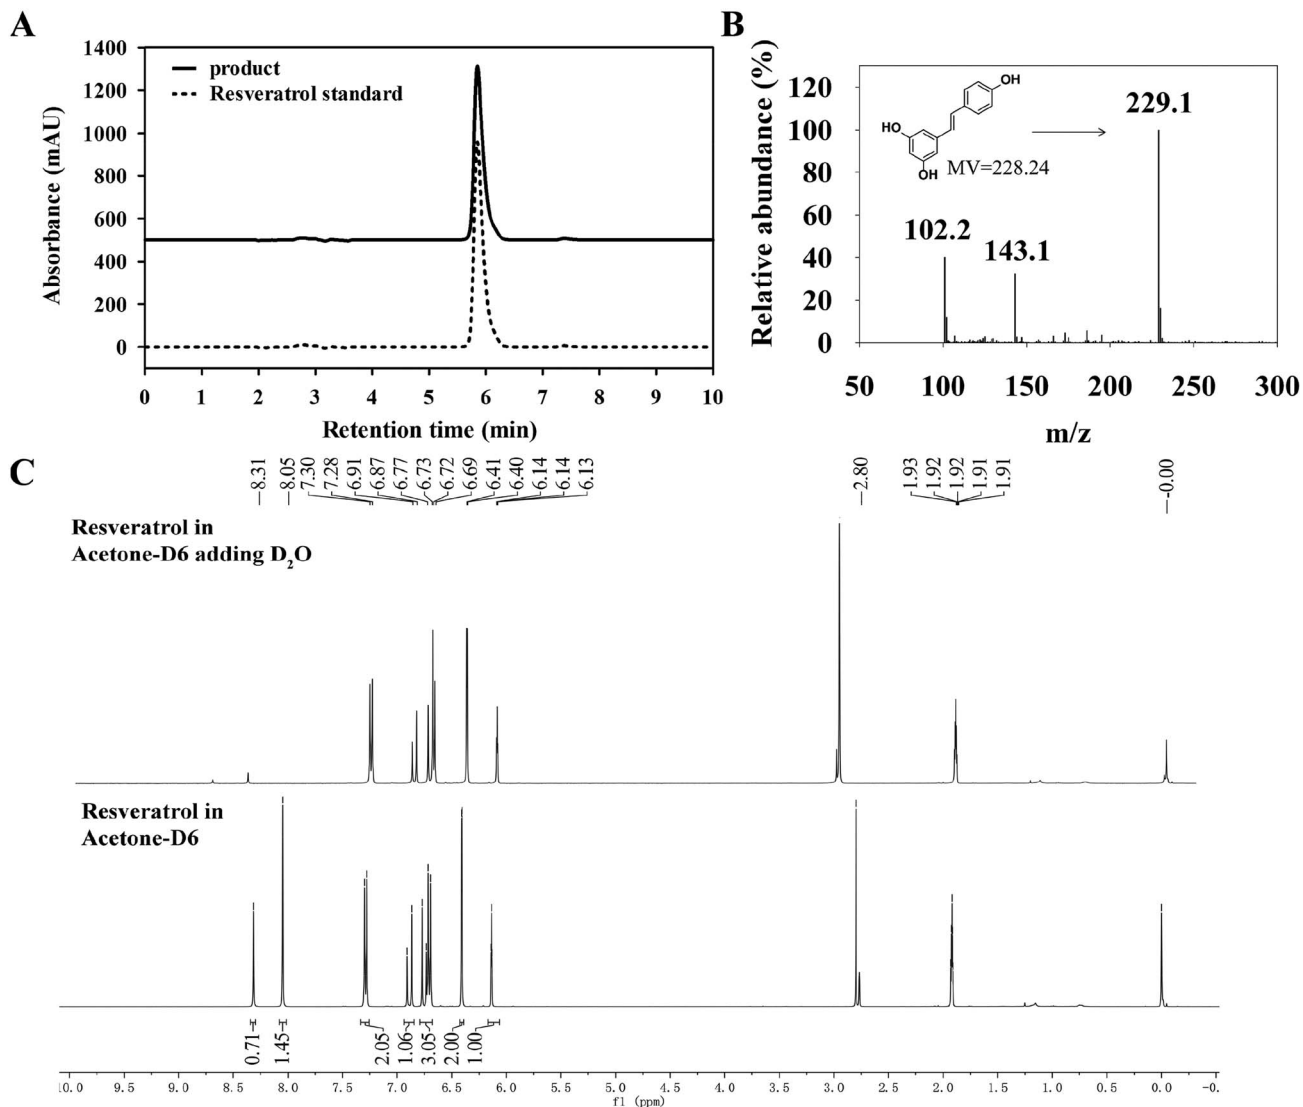 A
1400
1200
1000
800
600
400
200
0
Absorbance (mAU)
product
Resveratrol standard
0 1 2 3 4 5 6 7 8 9 10
Retention time (min)
B
120
100
80
60
40
20
0
Relative abundance (%)
OH
HO
OH
MV=228.24
229.1
102.2
143.1
50 100 150 200 250 300
m/z
C
8.31 8.05 7.30 7.28 6.91 6.87 6.77 6.73 6.72 6.69 6.41 6.40 6.14 6.14 6.13 2.80 1.93 1.92 1.92 1.91 1.91 -0.00
Resveratrol in
Acetone-D6 adding D₂O
Resveratrol in
Acetone-D6
0.71 1.45 2.05 1.06 3.05 2.00 1.00
10.0 9.5 9.0 8.5 8.0 7.5 7.0 6.5 6.0 5.5 5.0 4.5 4.0 3.5 3.0 2.5 2.0 1.5 1.0 0.5 0.0 -0.
f1 (ppm)